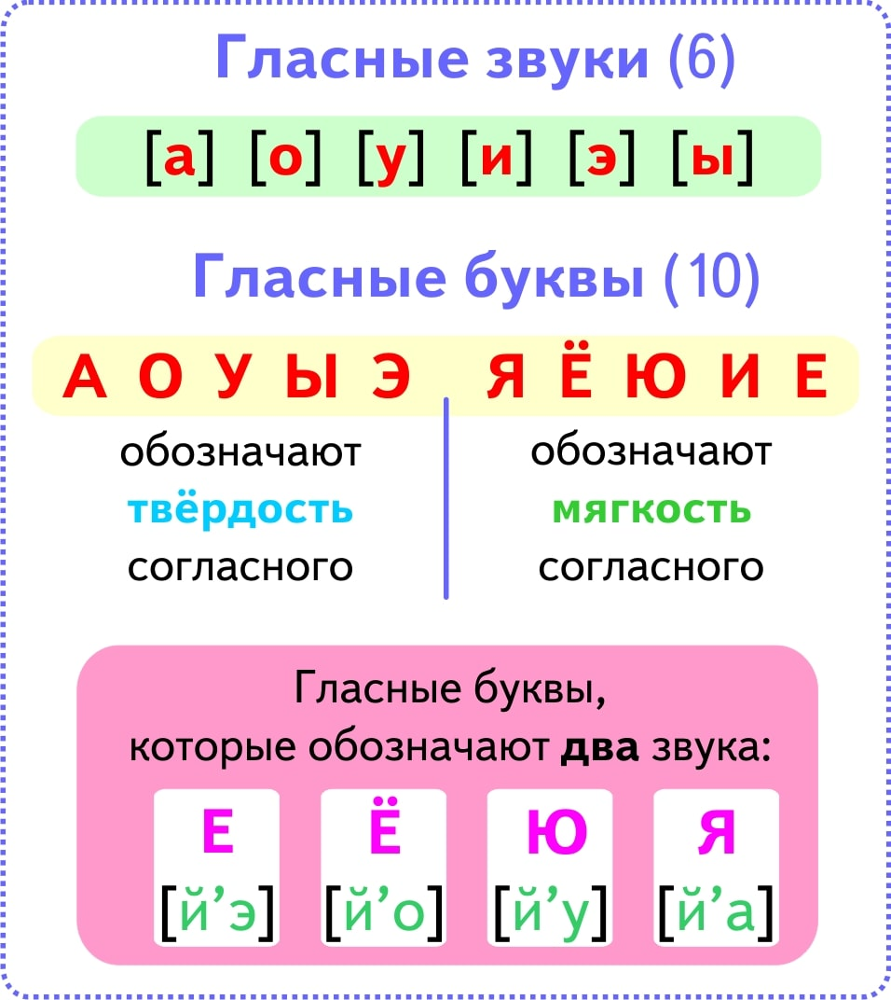 Гласные звуки (6)
[а] [о] [у] [и] [э] [ы]
Гласные буквы (10)
А О У Ы Э Я Ё Ю И Е
обозначают
твёрдость
согласного
обозначают
мягкость
согласного
Гласные буквы,
которые обозначают два звука:
Е Ё Ю Я
[й’э] [й’о] [й’у] [й’а]